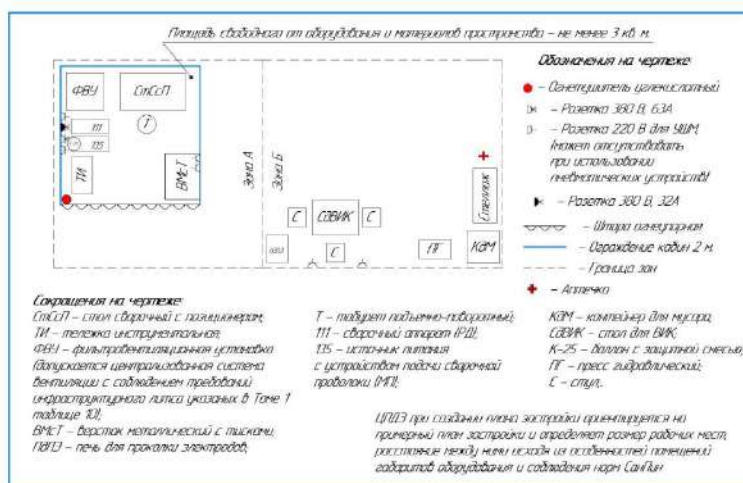 Площадь свободного от оборудования и материалов пространства – не менее 3 кв. м.
ФВУ
СтСсП
Т
111
135
ТИ
ВМсТ
Зона А
Зона Б
С
СДВИК
С
С
ПГ
КДМ
Стеллаж
Обозначения на чертеже:
– Огнетушитель углекислотный
– Розетка 380 В, 63А
– Розетка 220 В для УШМ
(может отсутствовать
при использовании
пневматических устройств)
– Розетка 380 В, 32А
– Штора огнеупорная
– Ограждение кабин 2 м.
– Граница зон
– Аптечка
Сокращения на чертеже:
СтСсП – стол сварочный с позиционером;
ТИ – тележка инструментальная;
ФВУ – фильтровентиляционная установка
(допускается централизованная система
вентиляции с соблюдением требований
инфраструктурного листа указанных в Томе 1
таблице 10);
ВМсТ – верстак металлический с тисками;
ПДПЭ – печь для прокалки электродов;
Т – табурет подъемно-поворотный;
111 – сварочный аппарат (РД);
135 – источник питания
с устройством подачи сварочной
проволоки (МП);
КДМ – контейнер для мусора;
СДВИК – стол для ВИК;
К-25 – баллон с защитной смесью;
ПГ – пресс гидравлический;
С – стул;.
ЦПДЭ при создании плана застройки ориентируется на
примерный план застройки и определяет размер рабочих мест,
расстояние между ними исходя из особенностей помещений
габаритов оборудования и соблюдения норм СанПин